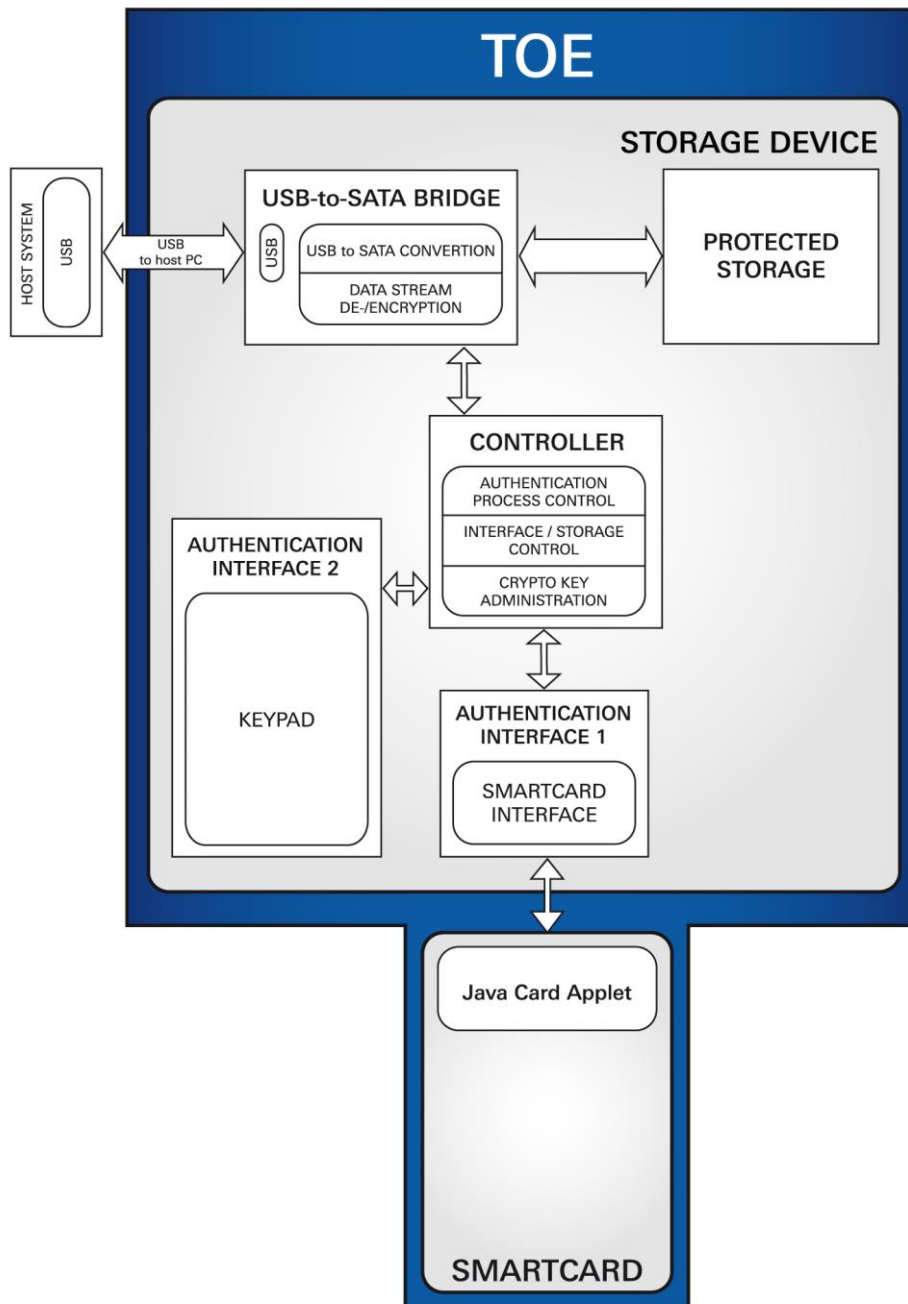 TOE
STORAGE DEVICE
HOST SYSTEM
USB
USB
to host PC
USB-to-SATA BRIDGE
USB
USB to SATA CONVERTION
DATA STREAM
DE-/ENCRYPTION
PROTECTED
STORAGE
CONTROLLER
AUTHENTICATION
PROCESS CONTROL
INTERFACE / STORAGE
CONTROL
CRYPTO KEY
ADMINISTRATION
AUTHENTICATION
INTERFACE 2
KEYPAD
AUTHENTICATION
INTERFACE 1
SMARTCARD
INTERFACE
Java Card Applet
SMARTCARD